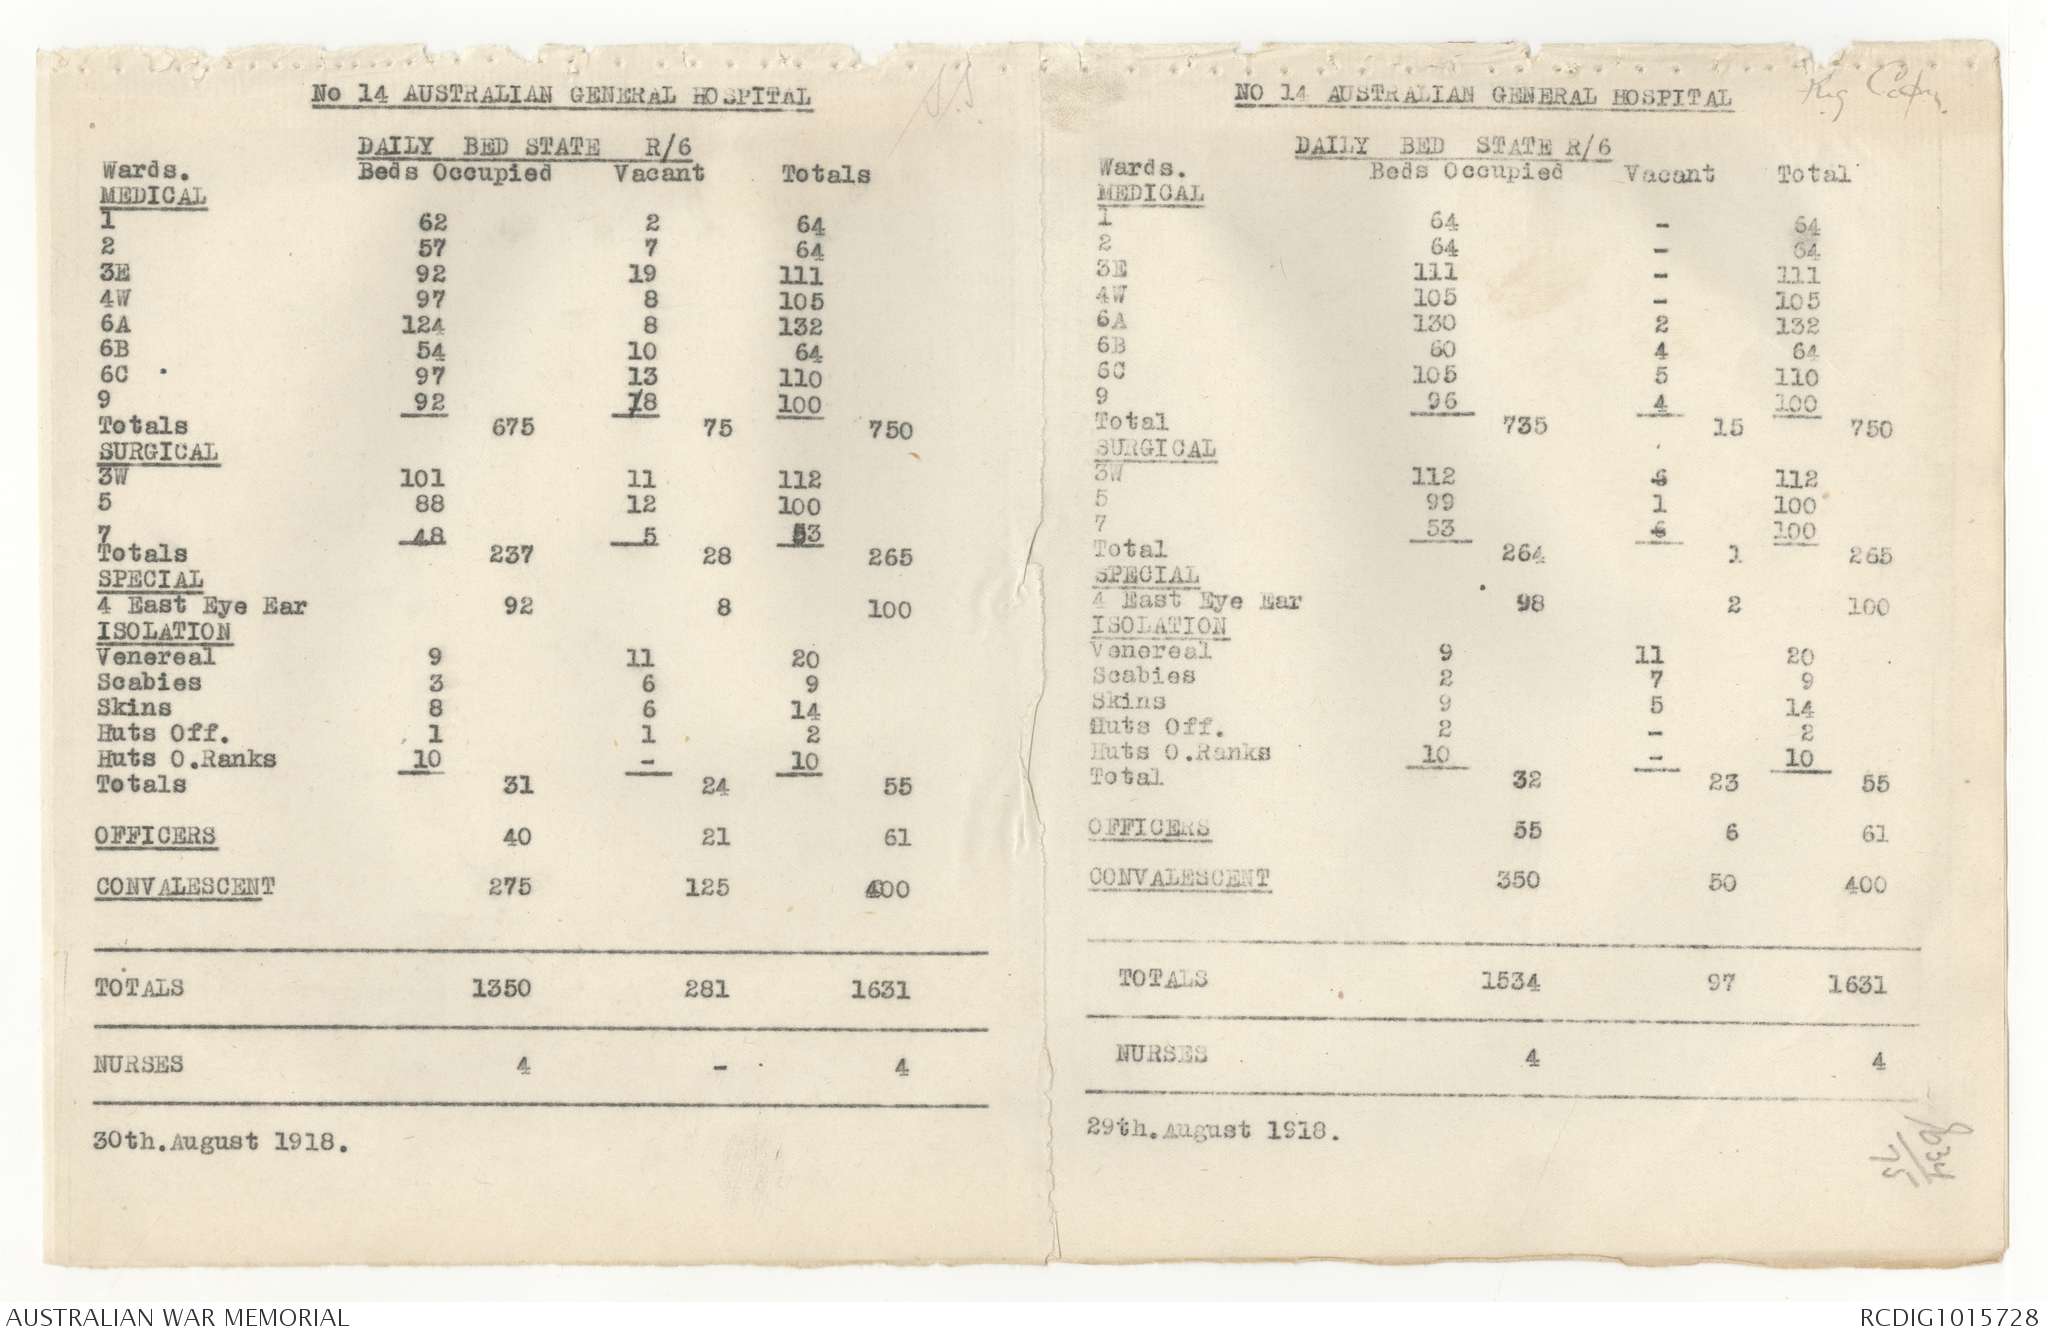 No 14 AUSTRALIAN GENERAL HOSPITAL
DAILY BED STATE R/6
Wards. Beds Occupied Vacant Totals
MEDICAL
1 62 2 64
2 57 7 64
3E 92 19 111
4W 97 8 105
6A 124 8 132
6B 54 10 64
6C 97 13 110
9 92 8 100
Totals 675 75 750
SURGICAL
3W 101 11 112
5 88 12 100
7 48 5 53
Totals 237 28 265
SPECIAL
4 East Eye Ear 92 8 100
ISOLATION
Venereal 9 11 20
Scabies 3 6 9
Skins 8 6 14
Huts Off. 1 1 2
Huts O.Ranks 10 - 10
Totals 31 24 55
OFFICERS 40 21 61
CONVALESCENT 275 125 400
TOTALS 1350 281 1631
NURSES 4 - 4
30th.August 1918.
NO 14 AUSTRALIAN GENERAL HOSPITAL
DAILY BED STATE R/6
Wards. Beds Occupied Vacant Total
MEDICAL
1 64 - 64
2 64 - 64
3E 111 - 111
4W 105 - 105
6A 130 2 132
6B 60 4 64
6C 105 5 110
9 96 4 100
Total 735 15 750
SURGICAL
3W 112 112
5 99 1 100
7 53 100
Total 264 1 265
SPECIAL
4 East Eye Ear 98 2 100
ISOLATION
Venereal 9 11 20
Scabies 2 7 9
Skins 9 5 14
Huts Off. 2 - 2
Huts O.Ranks 10 - 10
Total 32 23 55
OFFICERS 55 6 61
CONVALESCENT 350 50 400
TOTALS 1534 97 1631
NURSES 4 4
29th.August 1918.
AUSTRALIAN WAR MEMORIAL RCDIG1015728